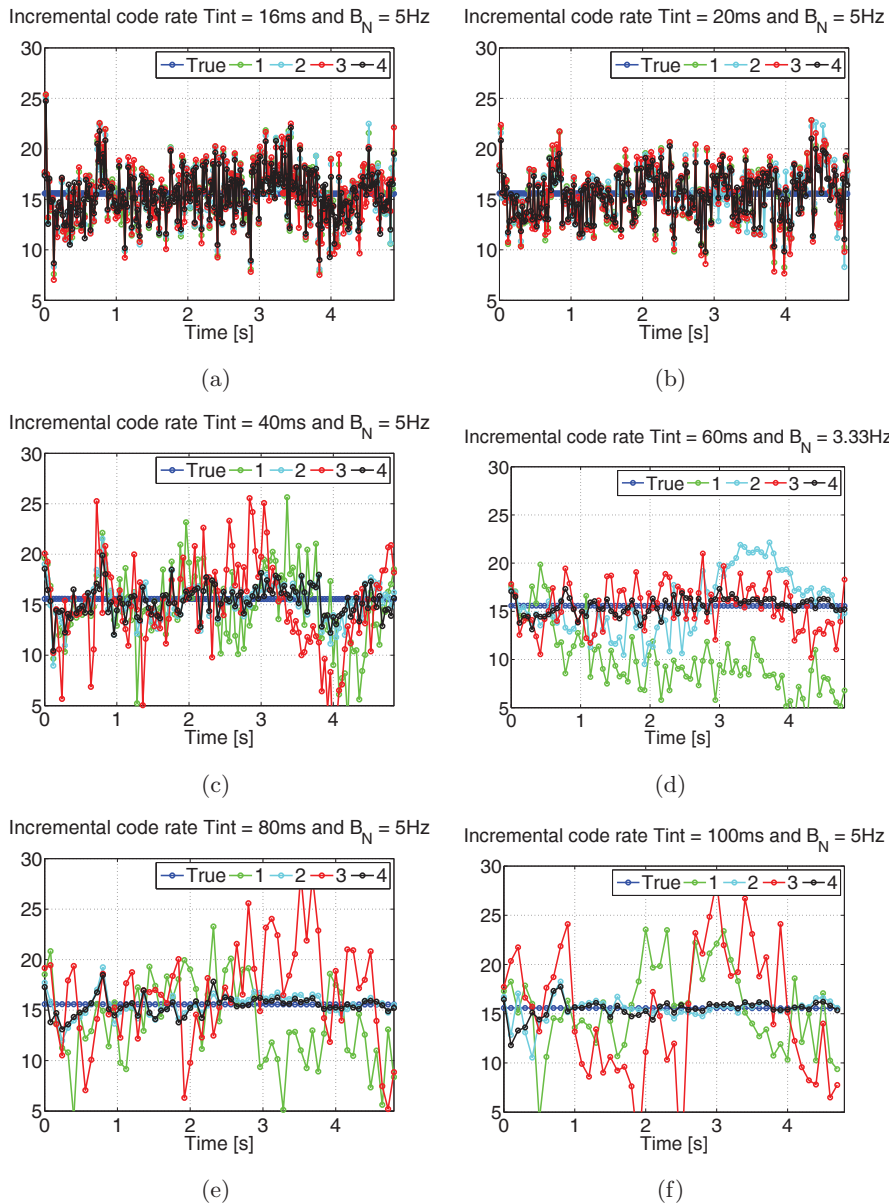 Incremental code rate Tint = 16ms and B_N = 5Hz
True 1 2 3 4
30
25
20
15
10
5
0 1 2 3 4
Time [s]
(a)
Incremental code rate Tint = 20ms and B_N = 5Hz
True 1 2 3 4
30
25
20
15
10
5
0 1 2 3 4
Time [s]
(b)
Incremental code rate Tint = 40ms and B_N = 5Hz
True 1 2 3 4
30
25
20
15
10
5
0 1 2 3 4
Time [s]
(c)
Incremental code rate Tint = 60ms and B_N = 3.33Hz
True 1 2 3 4
30
25
20
15
10
5
0 1 2 3 4
Time [s]
(d)
Incremental code rate Tint = 80ms and B_N = 5Hz
True 1 2 3 4
30
25
20
15
10
5
0 1 2 3 4
Time [s]
(e)
Incremental code rate Tint = 100ms and B_N = 5Hz
True 1 2 3 4
30
25
20
15
10
5
0 1 2 3 4
Time [s]
(f)